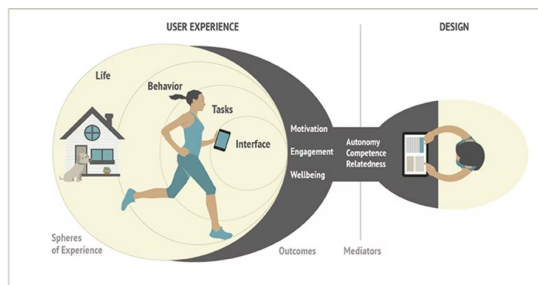 USER EXPERIENCE
DESIGN
Life
Behavior
Tasks
Interface
Motivation
Engagement
Wellbeing
Autonomy
Competence
Relatedness
Spheres
of Experience
Outcomes
Mediators